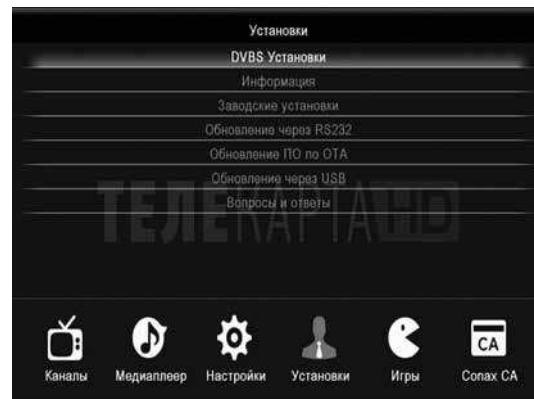 Установки
DVBS Установки
Информация
Заводские установки
Обновление через RS232
Обновление ПО по OTA
Обновление через USB
Вопросы и ответы
ТЕЛЕКАРТА HD
CA
Каналы Медиаплеер Настройки Установки Игры Conax CA